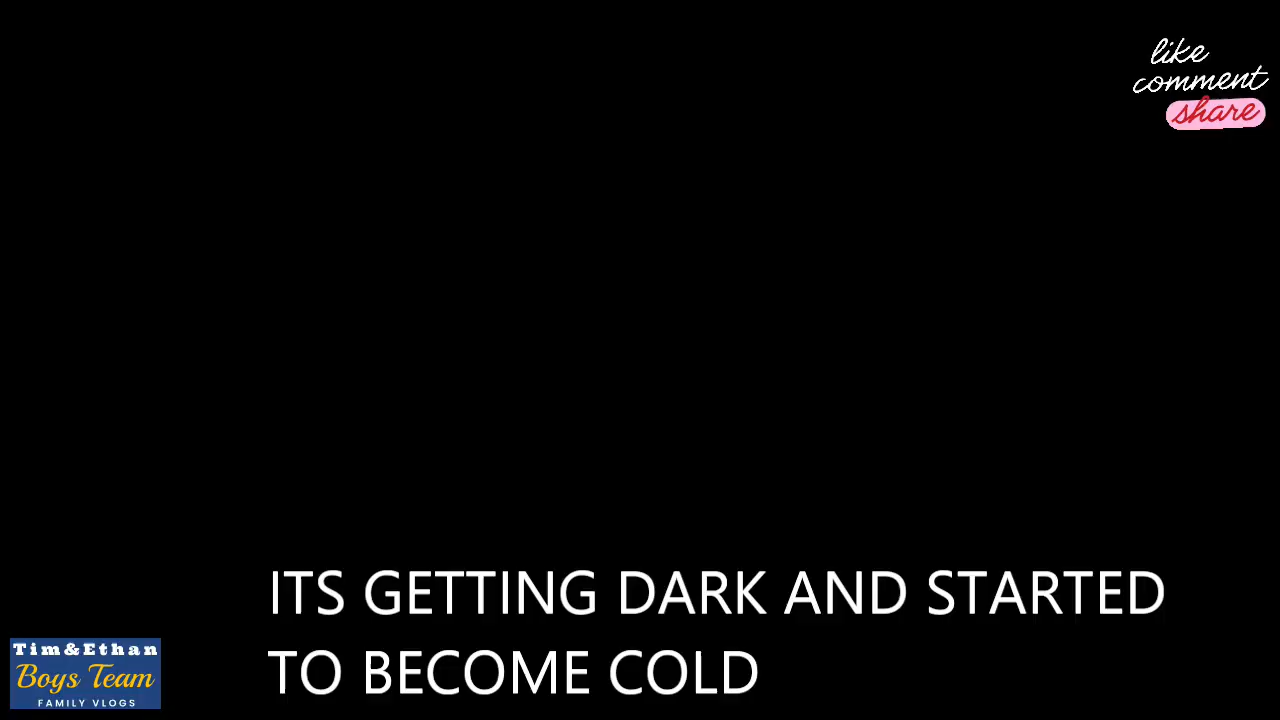 like
comment
share
ITS GETTING DARK AND STARTED
TO BECOME COLD
Tim&Ethan
Boys Team
FAMILY VLOGS